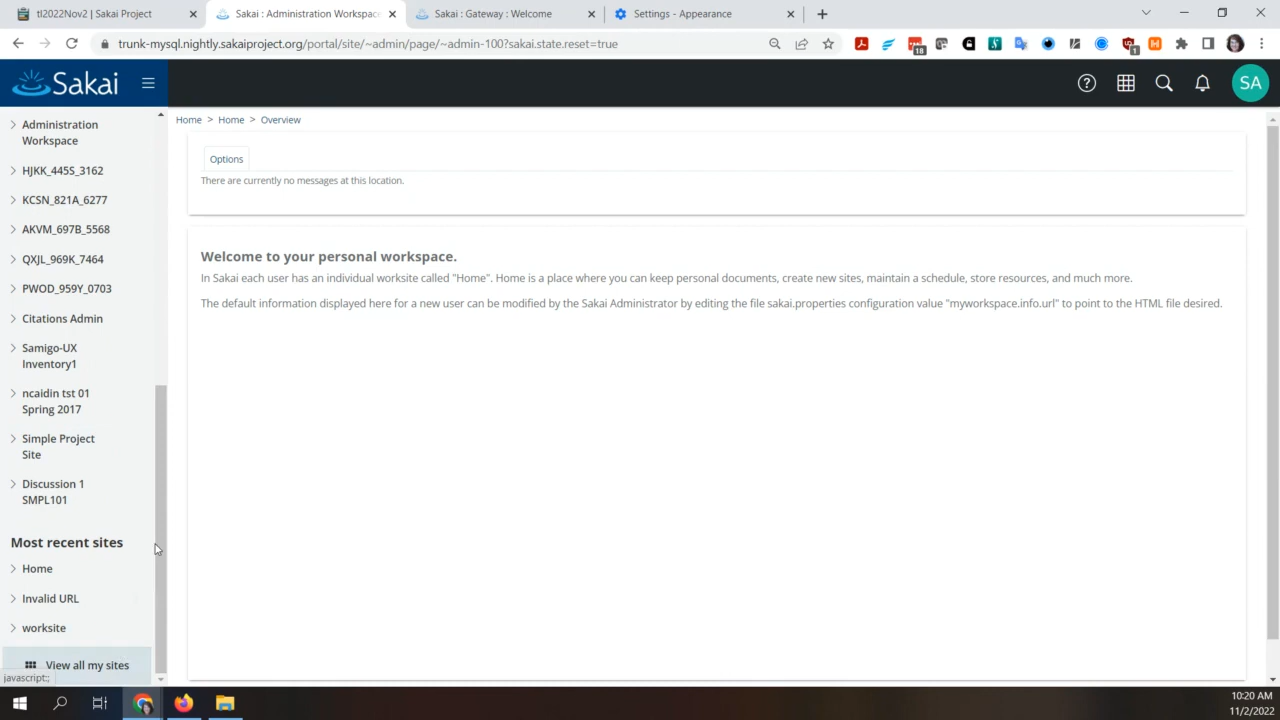 tl2022Nov2 | Sakai Project
Sakai : Administration Workspace
Sakai : Gateway : Welcome
Settings - Appearance
trunk-mysql.nightly.sakaiproject.org/portal/site/~admin/page/~admin-100?sakai.state.reset=true
18
1
Sakai
SA
Administration
Workspace
HJKK_445S_3162
KCSN_821A_6277
AKVM_697B_5568
QXJL_969K_7464
PWOD_959Y_0703
Citations Admin
Samigo-UX
Inventory1
ncaidin tst 01
Spring 2017
Simple Project
Site
Discussion 1
SMPL101
Most recent sites
Home
Invalid URL
worksite
View all my sites
javascript:;
Home > Home > Overview
Options
There are currently no messages at this location.
Welcome to your personal workspace.
In Sakai each user has an individual worksite called "Home". Home is a place where you can keep personal documents, create new sites, maintain a schedule, store resources, and much more.
The default information displayed here for a new user can be modified by the Sakai Administrator by editing the file sakai.properties configuration value "myworkspace.info.url" to point to the HTML file desired.
10:20 AM
11/2/2022